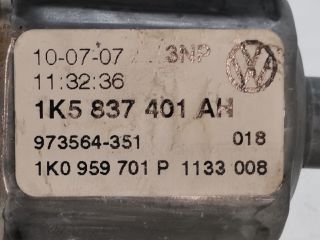 10-07-07 3NP
11:32:36
1K5 837 401 AH
973564-351 018
1K0 959 701 P 1133 008